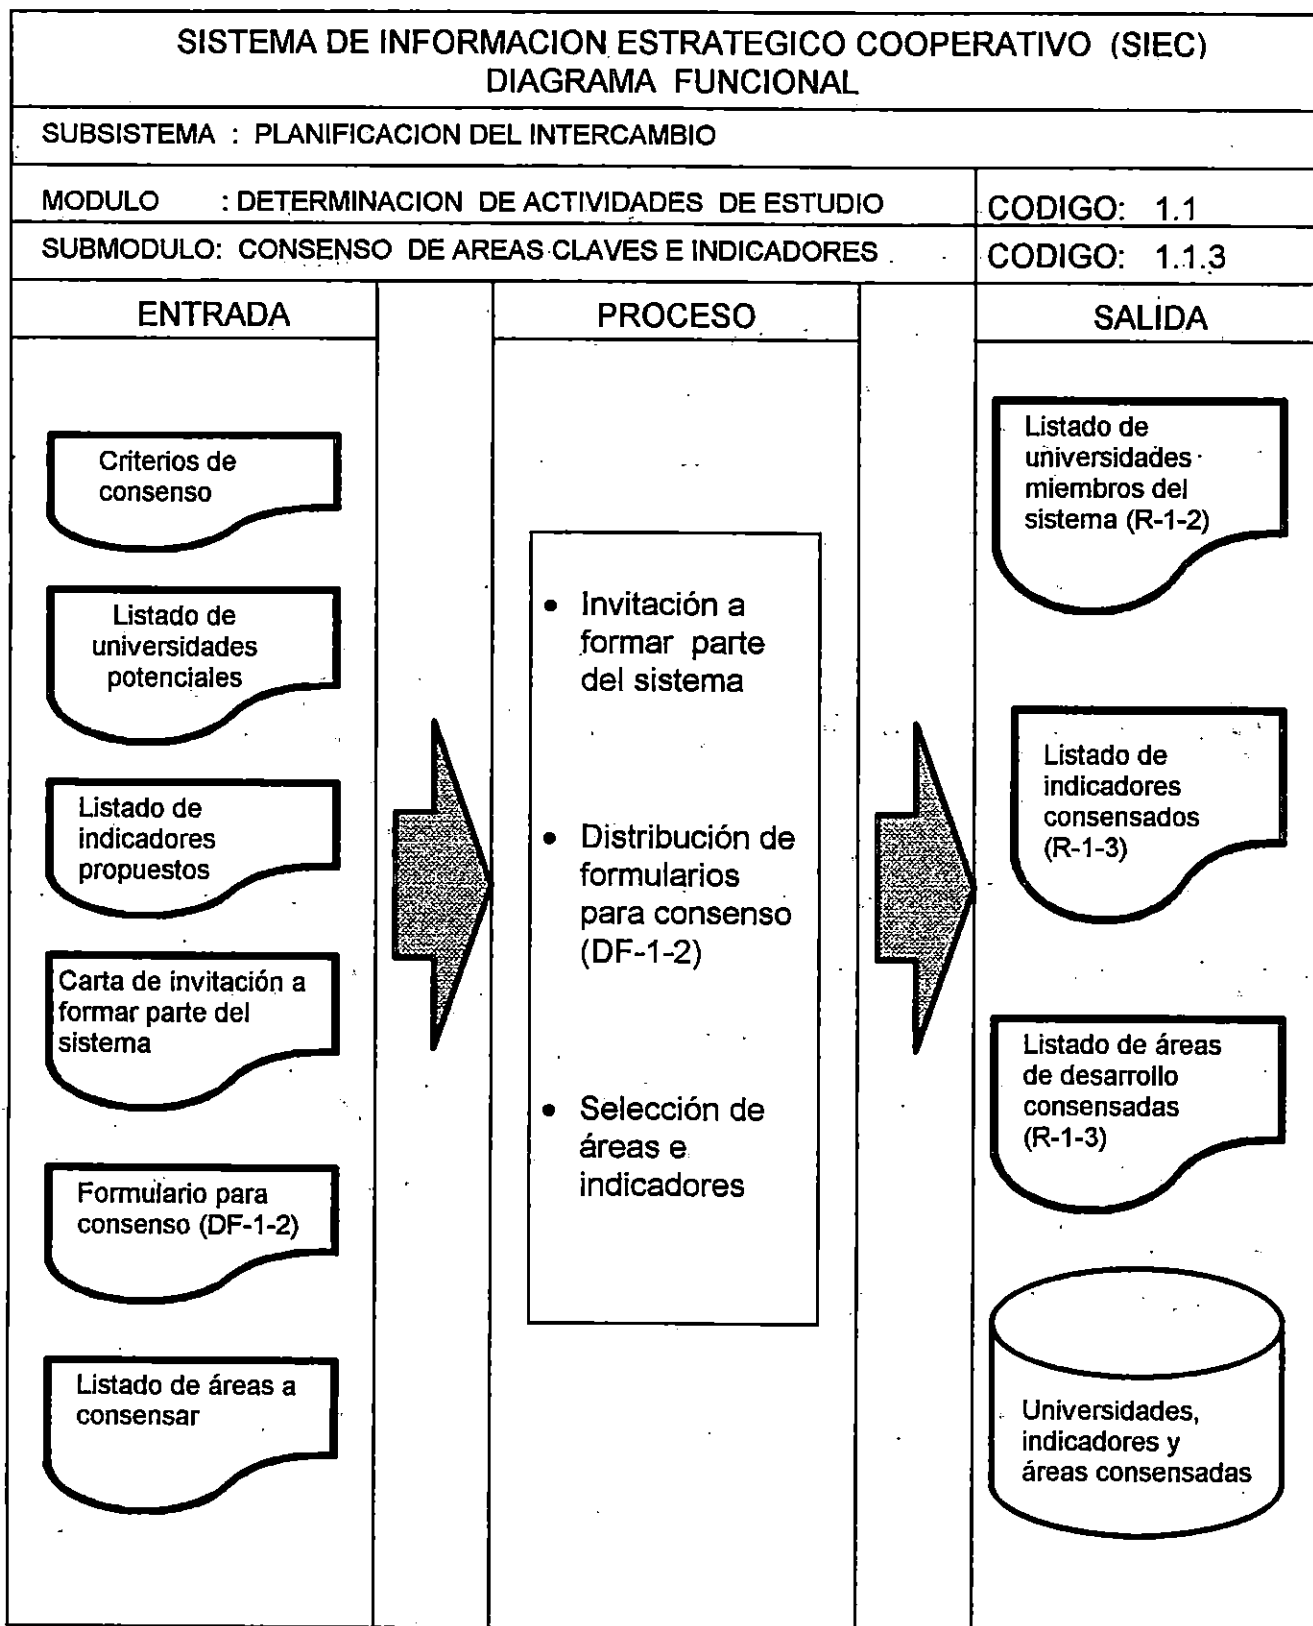 SISTEMA DE INFORMACION ESTRATEGICO COOPERATIVO (SIEC)
DIAGRAMA FUNCIONAL
SUBSISTEMA : PLANIFICACION DEL INTERCAMBIO
MODULO : DETERMINACION DE ACTIVIDADES DE ESTUDIO
CODIGO: 1.1
SUBMODULO: CONSENSO DE AREAS CLAVES E INDICADORES
CODIGO: 1.1.3
ENTRADA
PROCESO
SALIDA
Criterios de
consenso
Listado de
universidades
potenciales
Listado de
indicadores
propuestos
Carta de invitación a
formar parte del
sistema
Formulario para
consenso (DF-1-2)
Listado de áreas a
consensar
• Invitación a
formar parte
del sistema
• Distribución de
formularios
para consenso
(DF-1-2)
• Selección de
áreas e
indicadores
Listado de
universidades
miembros del
sistema (R-1-2)
Listado de
indicadores
consensados
(R-1-3)
Listado de áreas
de desarrollo
consensadas
(R-1-3)
Universidades,
indicadores y
áreas consensadas